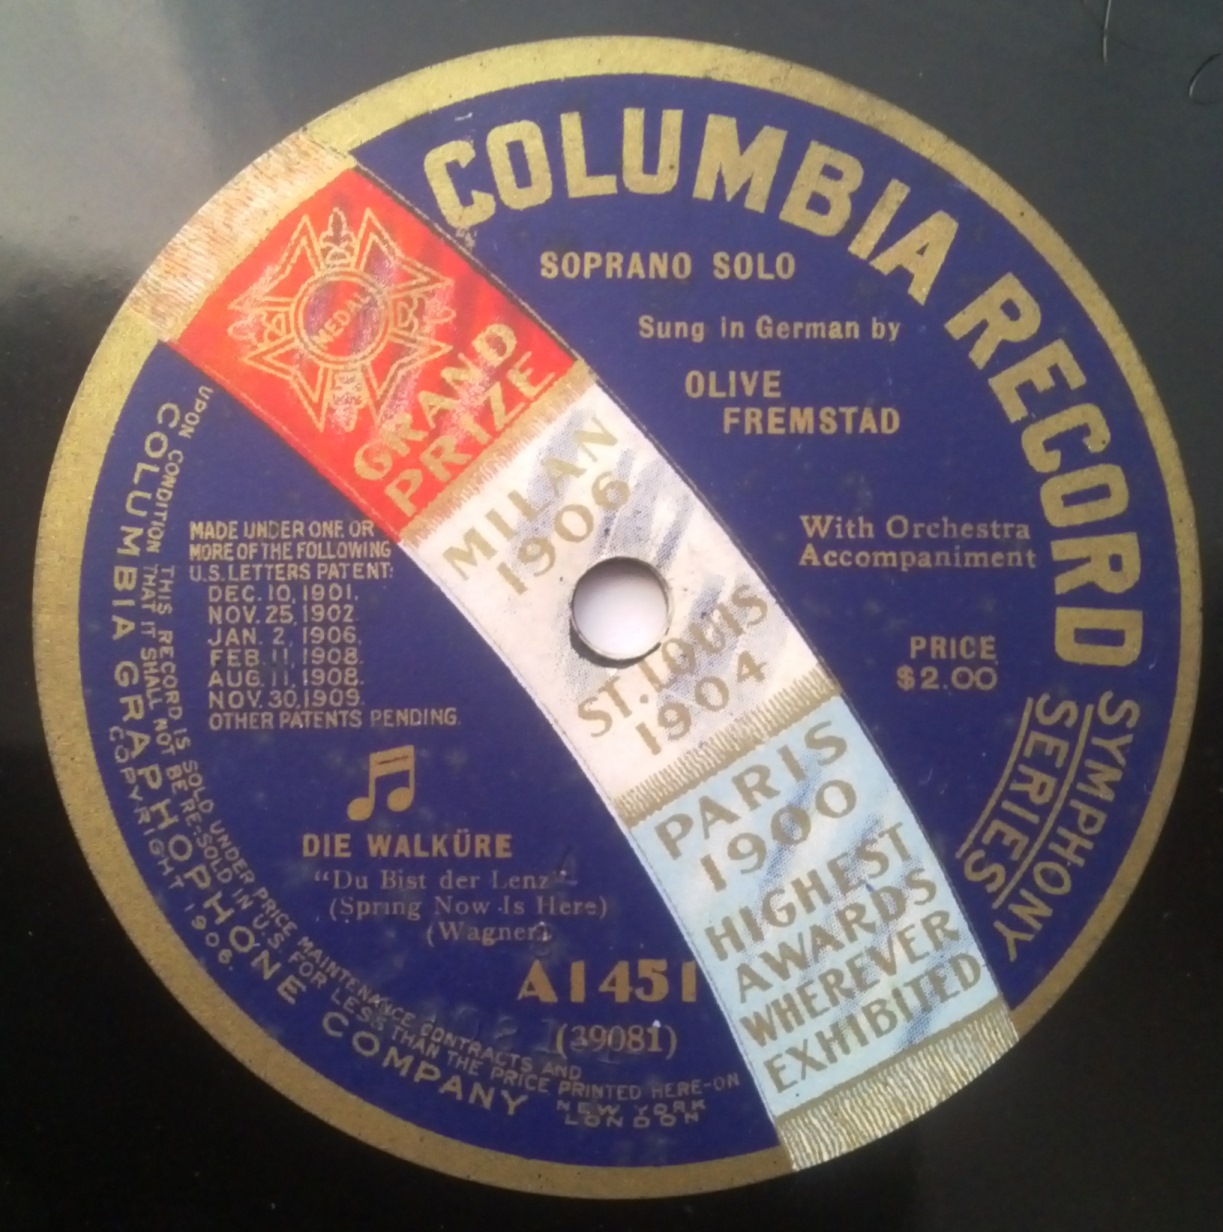 COLUMBIA RECORD
SYMPHONY
SERIES
SOPRANO SOLO
Sung in German by
OLIVE
FREMSTAD
With Orchestra
Accompaniment
PRICE
$2.00
MEDAL
GRAND
PRIZE
MILAN
1906
ST. LOUIS
1904
PARIS
1900
HIGHEST
AWARDS
WHEREVER
EXHIBITED
MADE UNDER ONE OR
MORE OF THE FOLLOWING
U.S. LETTERS PATENT:
DEC. 10, 1901.
NOV. 25, 1902.
JAN. 2, 1906.
FEB. 11, 1908.
AUG. 11, 1908.
NOV. 30, 1909.
OTHER PATENTS PENDING.
DIE WALKÜRE
“Du Bist der Lenz”
(Spring Now Is Here)
(Wagner)
A1451
(39081)
THIS RECORD IS SOLD UNDER PRICE MAINTENANCE CONTRACTS AND
UPON CONDITION THAT IT SHALL NOT BE RE-SOLD IN U.S. FOR LESS THAN THE PRICE PRINTED HERE-ON
COLUMBIA GRAPHOPHONE COMPANY
NEW YORK
LONDON
COPYRIGHT 1906.